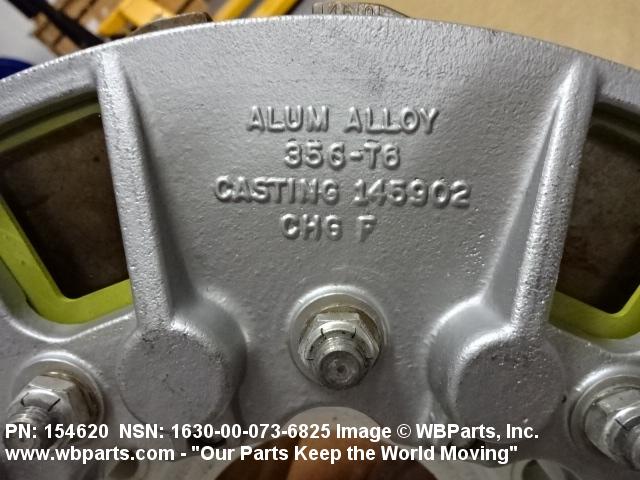 ALUM ALLOY
356-T6
CASTING 145902
CHG F
PN: 154620 NSN: 1630-00-073-6825 Image © WBParts, Inc.
www.wbparts.com - "Our Parts Keep the World Moving"